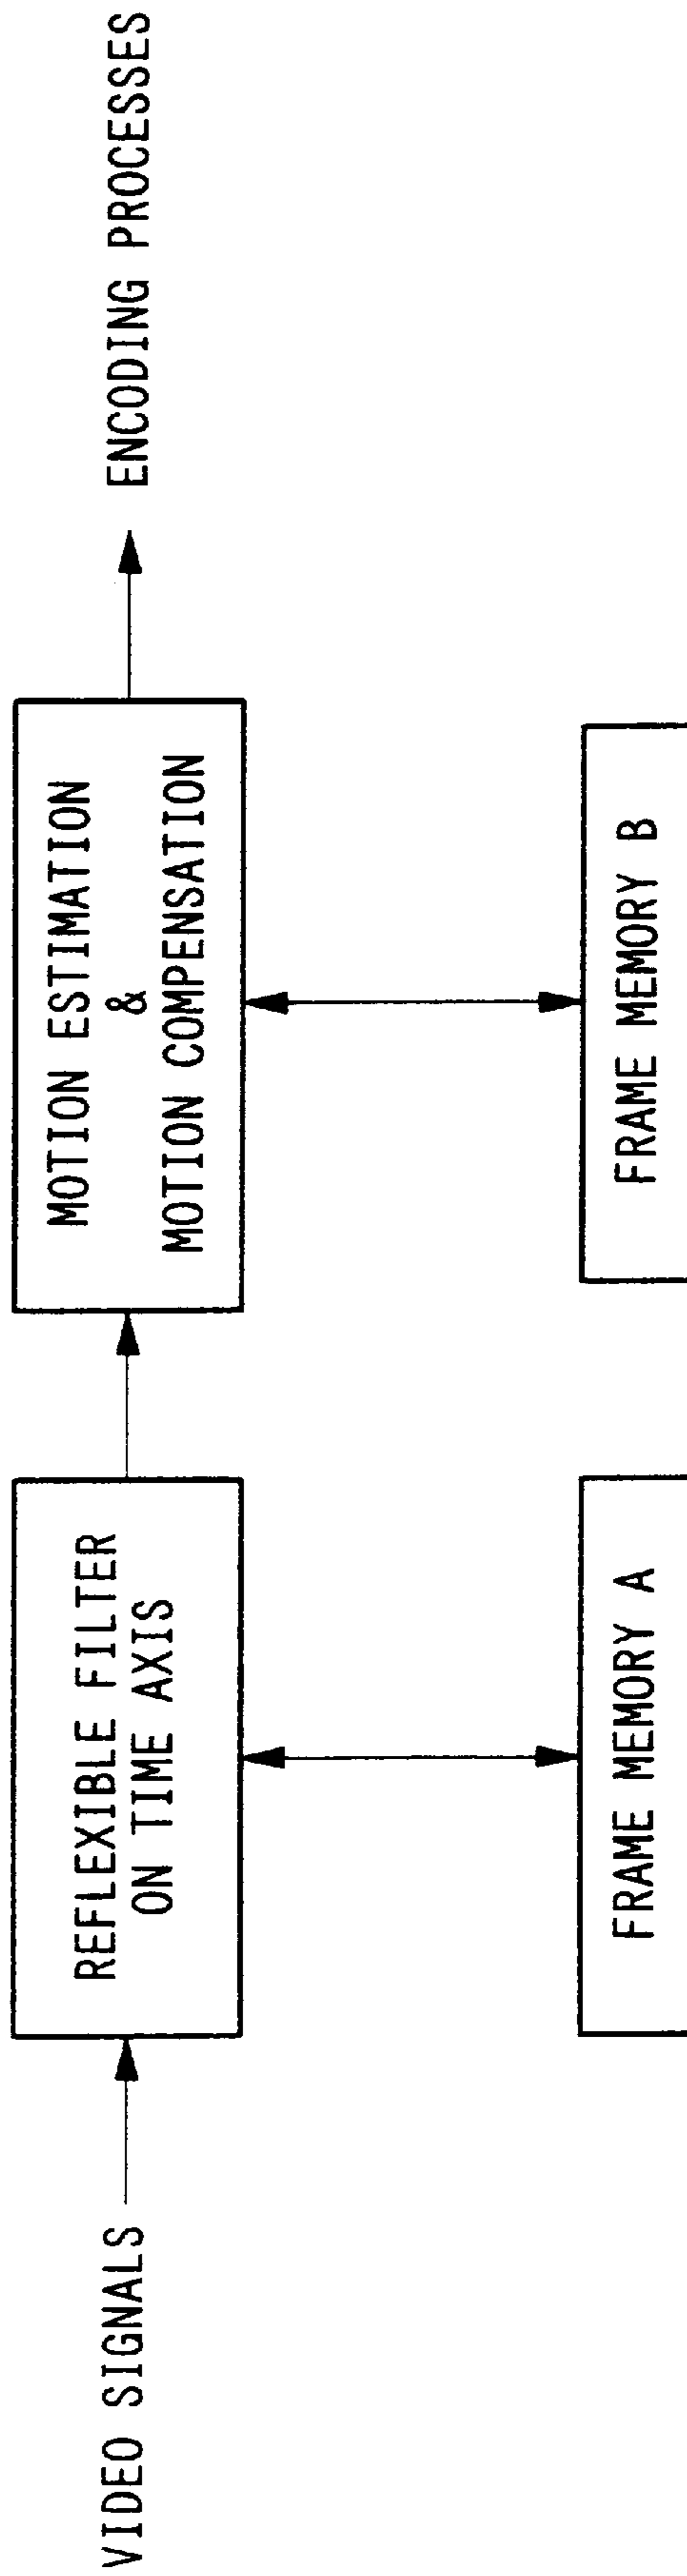 VIDEO SIGNALS
REFLEXIBLE FILTER
ON TIME AXIS
MOTION ESTIMATION
&
MOTION COMPENSATION
ENCODING PROCESSES
FRAME MEMORY A
FRAME MEMORY B